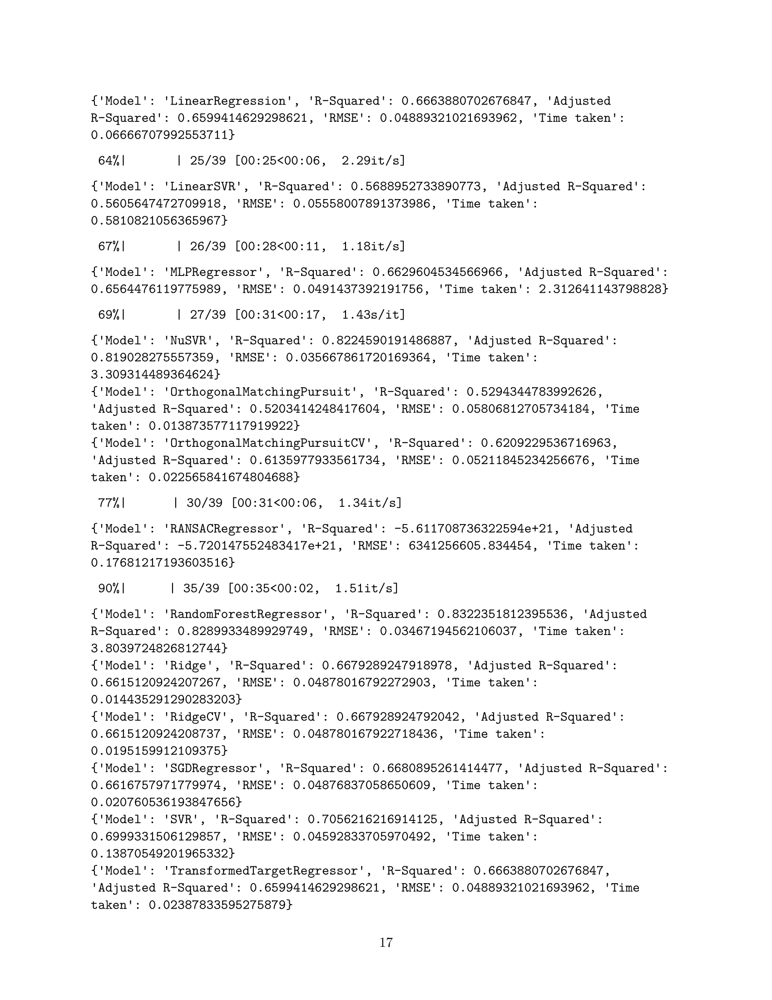 {'Model': 'LinearRegression', 'R-Squared': 0.6663880702676847, 'Adjusted
R-Squared': 0.6599414629298621, 'RMSE': 0.04889321021693962, 'Time taken':
0.06666707992553711}
64%|       | 25/39 [00:25<00:06,  2.29it/s]
{'Model': 'LinearSVR', 'R-Squared': 0.5688952733890773, 'Adjusted R-Squared':
0.5605647472709918, 'RMSE': 0.05558007891373986, 'Time taken':
0.5810821056365967}
67%|       | 26/39 [00:28<00:11,  1.18it/s]
{'Model': 'MLPRegressor', 'R-Squared': 0.6629604534566966, 'Adjusted R-Squared':
0.6564476119775989, 'RMSE': 0.0491437392191756, 'Time taken': 2.312641143798828}
69%|       | 27/39 [00:31<00:17,  1.43s/it]
{'Model': 'NuSVR', 'R-Squared': 0.8224590191486887, 'Adjusted R-Squared':
0.819028275557359, 'RMSE': 0.035667861720169364, 'Time taken':
3.309314489364624}
{'Model': 'OrthogonalMatchingPursuit', 'R-Squared': 0.5294344783992626,
'Adjusted R-Squared': 0.5203414248417604, 'RMSE': 0.05806812705734184, 'Time
taken': 0.013873577117919922}
{'Model': 'OrthogonalMatchingPursuitCV', 'R-Squared': 0.6209229536716963,
'Adjusted R-Squared': 0.6135977933561734, 'RMSE': 0.05211845234256676, 'Time
taken': 0.022565841674804688}
77%|      | 30/39 [00:31<00:06,  1.34it/s]
{'Model': 'RANSACRegressor', 'R-Squared': -5.611708736322594e+21, 'Adjusted
R-Squared': -5.720147552483417e+21, 'RMSE': 6341256605.834454, 'Time taken':
0.17681217193603516}
90%|      | 35/39 [00:35<00:02,  1.51it/s]
{'Model': 'RandomForestRegressor', 'R-Squared': 0.8322351812395536, 'Adjusted
R-Squared': 0.8289933489929749, 'RMSE': 0.03467194562106037, 'Time taken':
3.8039724826812744}
{'Model': 'Ridge', 'R-Squared': 0.6679289247918978, 'Adjusted R-Squared':
0.6615120924207267, 'RMSE': 0.04878016792272903, 'Time taken':
0.014435291290283203}
{'Model': 'RidgeCV', 'R-Squared': 0.667928924792042, 'Adjusted R-Squared':
0.6615120924208737, 'RMSE': 0.048780167922718436, 'Time taken':
0.0195159912109375}
{'Model': 'SGDRegressor', 'R-Squared': 0.6680895261414477, 'Adjusted R-Squared':
0.6616757971779974, 'RMSE': 0.04876837058650609, 'Time taken':
0.020760536193847656}
{'Model': 'SVR', 'R-Squared': 0.7056216216914125, 'Adjusted R-Squared':
0.6999331506129857, 'RMSE': 0.04592833705970492, 'Time taken':
0.13870549201965332}
{'Model': 'TransformedTargetRegressor', 'R-Squared': 0.6663880702676847,
'Adjusted R-Squared': 0.6599414629298621, 'RMSE': 0.04889321021693962, 'Time
taken': 0.02387833595275879}
17